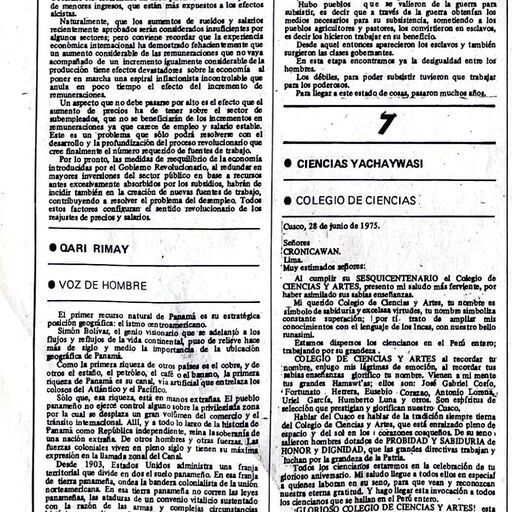 de menores ingresos, que están más expuestos a los efectos
alcistas.
Naturalmente, que los aumentos de sueldos y salarios
recientemente aprobados serán considerados insuficientes por
algunos sectores; pero conviene recordar que la experiencia
económica internacional ha demostrado fehacientemente que
un aumento considerable de las remuneraciones que no vaya
acompañado de un incremento igualmente considerable de la
producción tiene efectos devastadores sobre la economía al
poner en marcha una espiral inflacionista incontrolable que
anula en poco tiempo el efecto del incremento de
remuneraciones.
Un aspecto que no debe pasarse por alto es el efecto que el
aumento de precios ha de tener sobre el sector de
subempleados, que no se beneficiarán de los incrementos en
remuneraciones ya que carece de empleo y salario estable.
Este es un problema que sólo podrá resolverse con el
desarrollo y la profundización del proceso revolucionario que
cree finalmente el número requerido de fuentes de trabajo.
Por lo pronto, las medidas de reequilibrio de la economía
introducidas por el Gobierno Revolucionario, al redundar en
mayores inversiones del sector público en base a recursos
antes excesivamente absorbidos por los subsidios, habrán de
incidir también en la creación de nuevas fuentes de trabajo,
contribuyendo a resolver el problema del desempleo. Todos
estos factores configuran el sentido revolucionario de los
reajustes de precios y salarios.
● QARI RIMAY
● VOZ DE HOMBRE
El primer recurso natural de Panamá es su estratégica
posición geográfica: el istmo centroamericano.
Simón Bolívar, el genio visionario que se adelantó a los
flujos y reflujos de la vida continental, puso de relieve hace
más de siglo y medio la importancia de la ubicación
geográfica de Panamá.
Como la primera riqueza de otros países es el cobre, y de
otros el estaño, el petróleo, el café o el banano, la primera
riqueza de Panamá es su canal, vía artificial que entrelaza los
colosos del Atlántico y el Pacífico.
Sólo que, esa riqueza, está en manos extrañas. El pueblo
panameño no ejerce control alguno sobre la privilegiada zona
por la cual se desplaza un gran volumen del comercio y el
tránsito internacional. Allí, y a todo lo largo de la historia de
Panamá como República independiente, reina la soberanía de
una nación extraña. De otros hombres y otras fuerzas. Las
fuerzas coloniales viven en pleno siglo y tienen su máxima
expresión en la llamada zona del Canal.
Desde 1903, Estados Unidos administra una franja
territorial que divide en dos el suelo panameño. En esa franja
de tierra panameña, ondea la bandera colonialista de la unión
norteamericana. En esa tierra panameña no corren las leyes
panameñas, las ataduras de un convenio vitalicio sustentado
con la razón de las armas y complejas circunstancias
Hubo pueblos que se valieron de la guerra para
subsistir, es decir que a través de la guerra obtenían los
medios necesarios para su subsistencia, sometiendo a los
pueblos agricultores y pastores, los convirtieron en esclavos,
es decir los hicieron trabajar en su beneficio.
Desde aquel entonces aparecieron los esclavos y también
surgieron las clases gobernantes.
En esta etapa encontramos ya la desigualdad entre los
hombres.
Los débiles, para poder subsistir tuvieron que trabajar
para los poderosos.
Para llegar a este estado de cosas, pasaron muchos años.
7
● CIENCIAS YACHAYWASI
● COLEGIO DE CIENCIAS
Cusco, 28 de junio de 1975.
Señores
CRONICAWAN.
Lima.
Muy estimados señores:
Al cumplir su SESQUICENTENARIO el Colegio de
CIENCIAS Y ARTES, presento mi saludo más ferviente, por
haber asimilado sus sabias enseñanzas.
Mi querido Colegio de Ciencias y Artes, tu nombre es
símbolo de sabiduría y excelsas virtudes, tu nombre simboliza
constante superación; por tí trato de ampliar mis
conocimientos con el lenguaje de los Incas, con nuestro bello
runasimi.
Estamos dispersos los cienciano en el Perú entero;
trabajando por su grandeza.
COLEGIO DE CIENCIAS Y ARTES al recordar tu
nombre, enjugo mis lágrimas de emoción, al recordar tus
sabias enseñanzas glorifico tu nombre. Vienen a mi mente
tus grandes Hamawt'as; ellos son: José Gabriel Cosío,
Fortunato Herrera, Eusebio Corazao, Antonio Lorena,
Uriel García, Humberto Luna y Otros. Son espíritus de
selección que prestigian y glorifican nuestro Cusco.
Hablar del Cusco es hablar de la tradición siempre tierna
del Colegio de Ciencias y Artes, que está enraizado pleno de
espacio y del sol en los corazones cosqueños. De su seno
salieron hombres dotados de PROBIDAD Y SABIDURIA de
HONOR y DIGNIDAD, que las grandes directivas trabajan y
luchan por la grandeza de la Patria.
Todos los ciencianos estaremos en la celebración de tu
glorioso aniversario. Mi saludo llegue a todos ellos en especial
a quienes laboran en su seno, para que vean y reconozcan
nuestra eterna gratitud. Y hago llegar esta invocación a todos
los ciencianos que se hallan en el Perú entero.
¡GLORIOSO COLEGIO DE CIENCIAS Y ARTES! esta